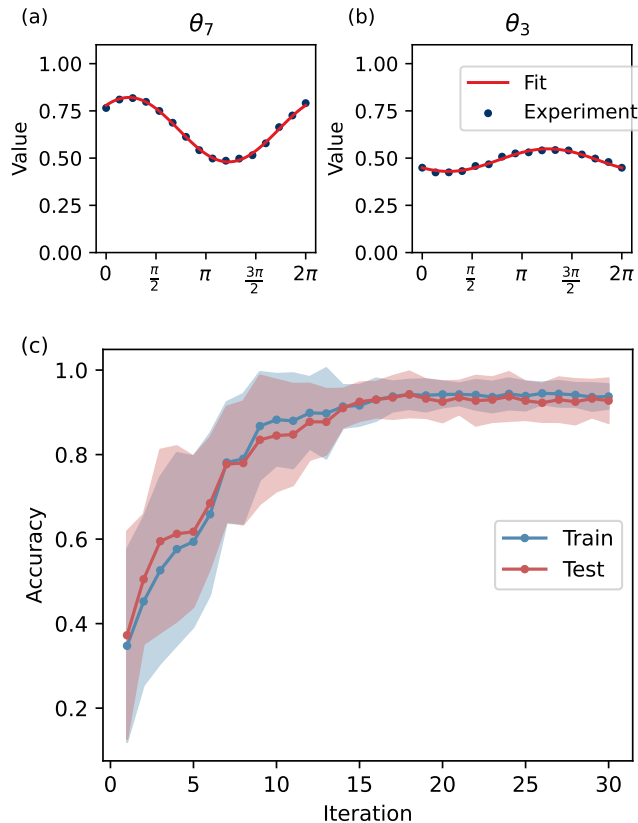 (a)
θ7
Value
1.00
0.75
0.50
0.25
0.00
0
π/2
π
3π/2
2π
(b)
θ3
Value
1.00
0.75
0.50
0.25
0.00
Fit
Experiment
0
π/2
π
3π/2
2π
(c)
Accuracy
1.0
0.8
0.6
0.4
0.2
Train
Test
0
5
10
15
20
25
30
Iteration